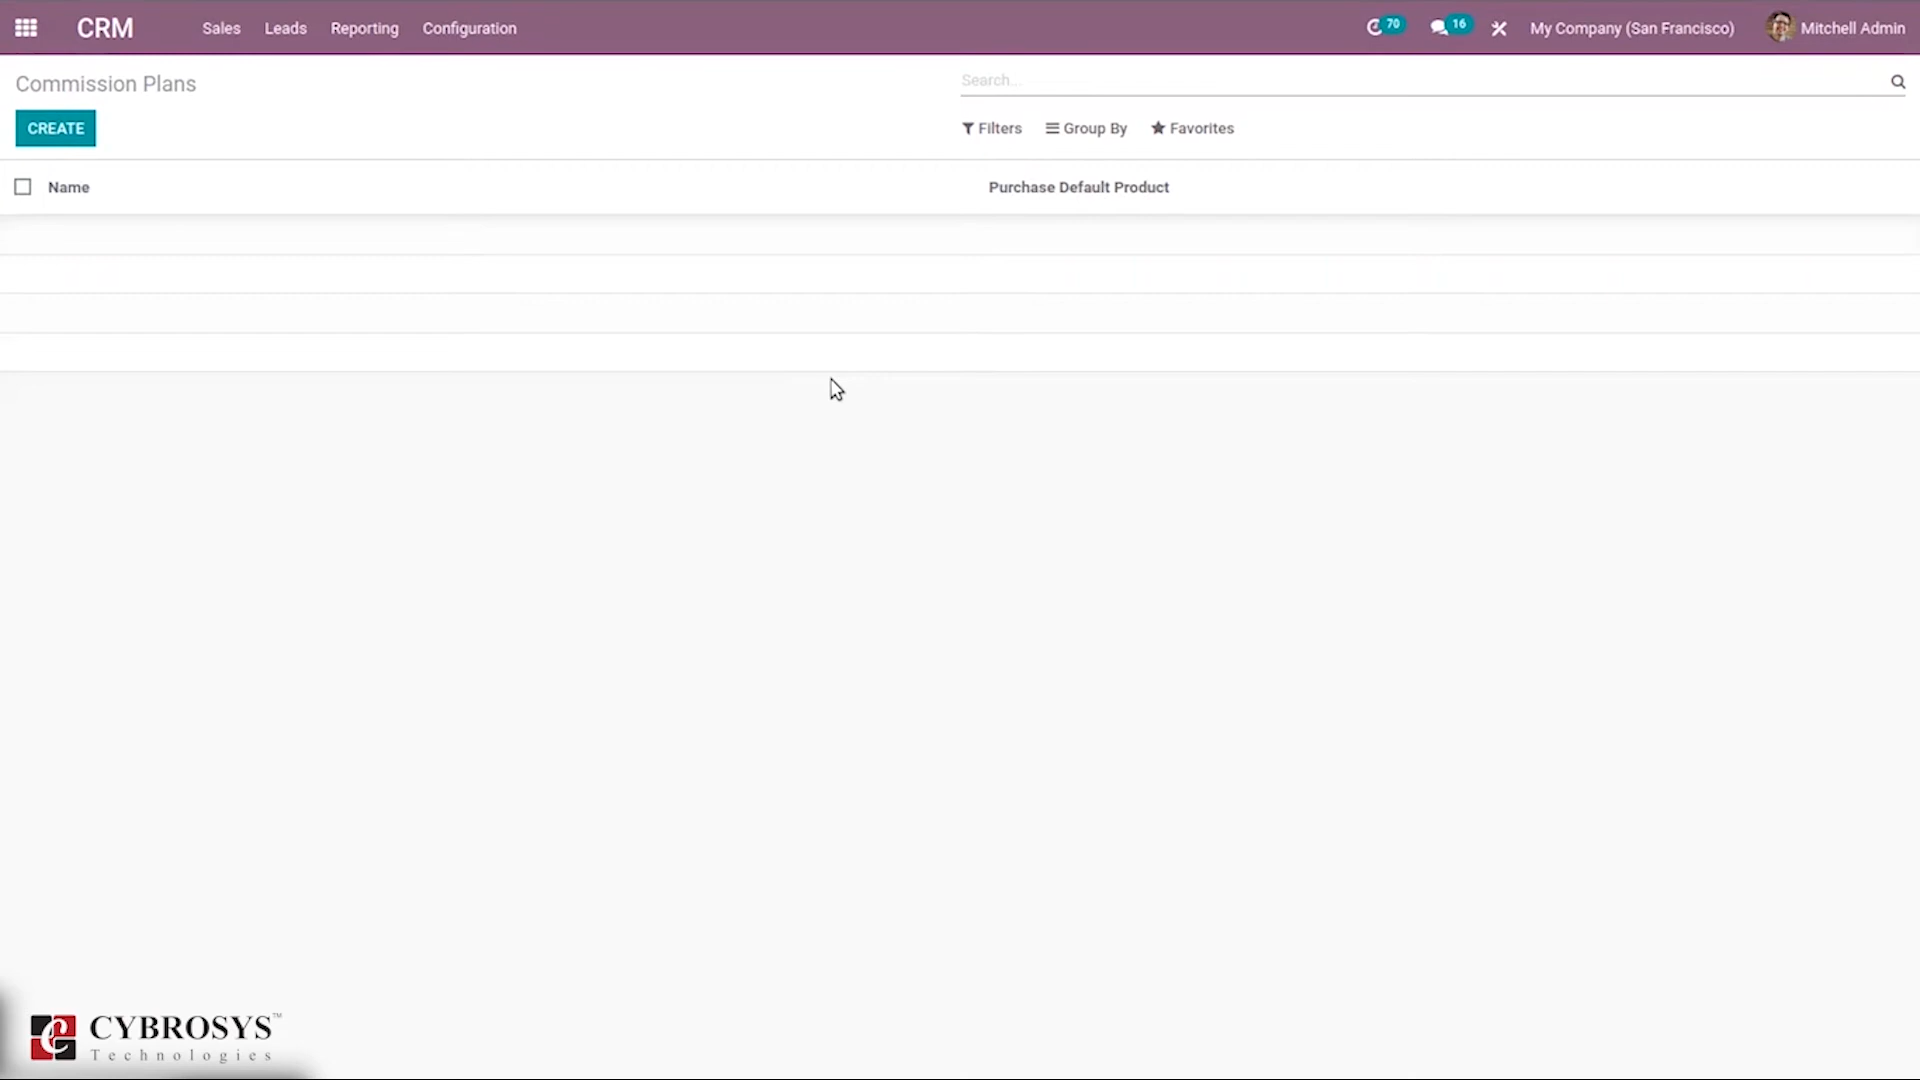 CRM Sales Leads Reporting Configuration 70 16 My Company (San Francisco) Mitchell Admin
Commission Plans Search...
CREATE Filters Group By Favorites
Name Purchase Default Product
CYBROSYS™
Technologies